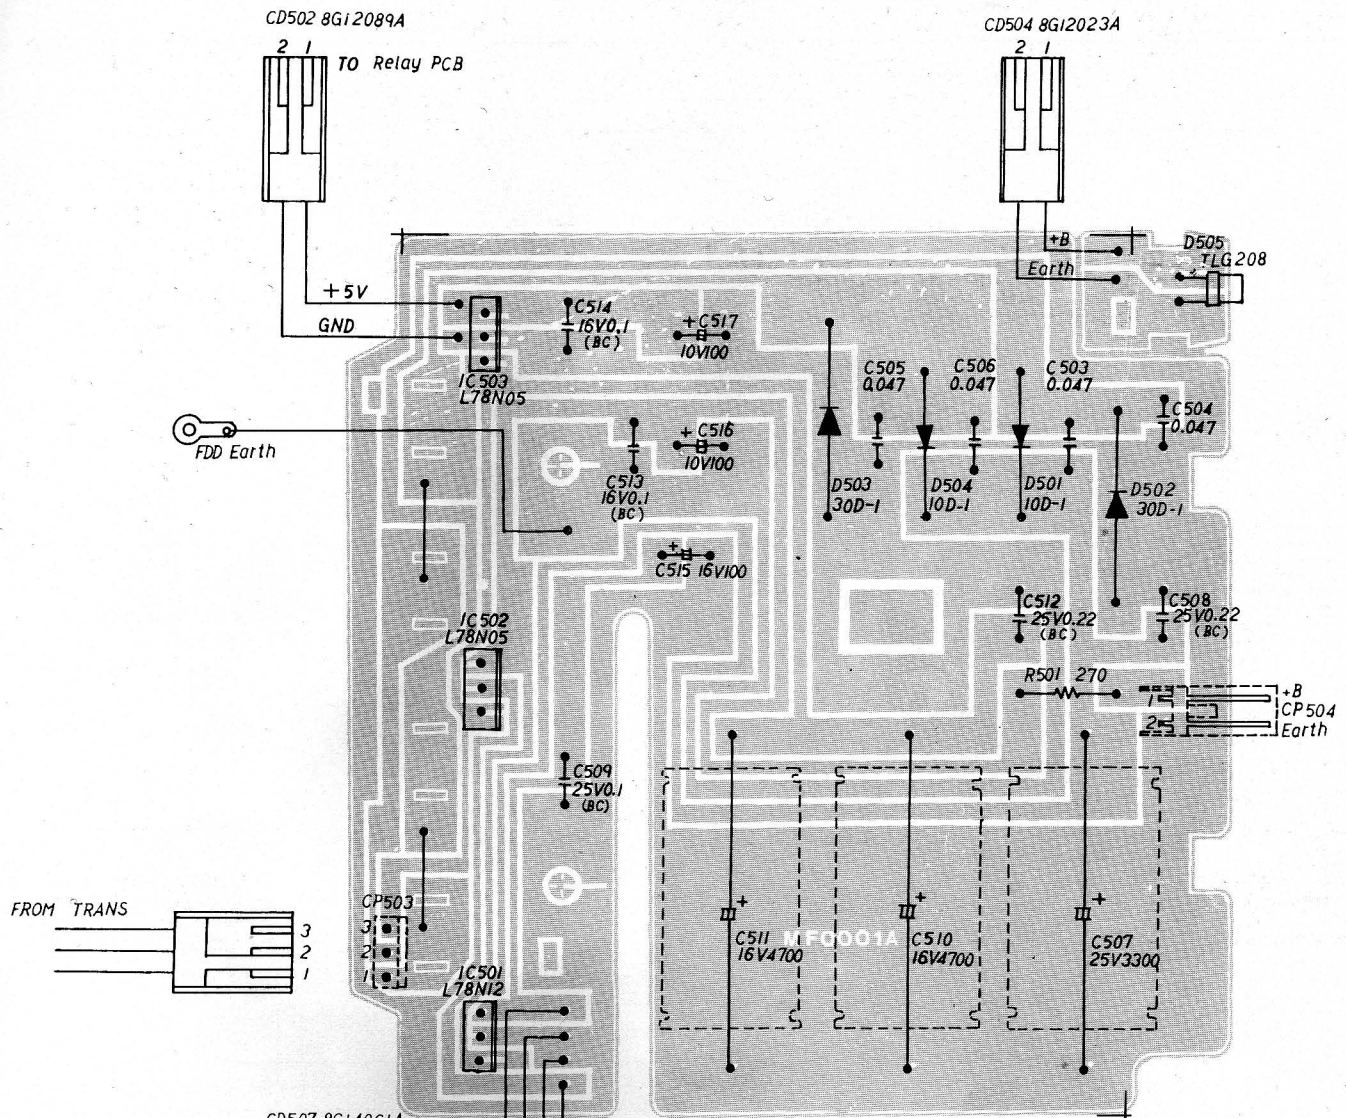 CD502 8G12089A
2 1
TO Relay PCB
CD504 8G12023A
2 1
+B
Earth
D505
TLG208
+5V
GND
IC503
L78N05
C514
16V0.1
(BC)
+ C517
10V100
C505
0.047
C506
0.047
C503
0.047
C504
0.047
FDD Earth
C513
16V0.1
(BC)
+ C516
10V100
D503
30D-1
D504
10D-1
D501
10D-1
D502
30D-1
+
C515 16V100
IC502
L78N05
C512
25V0.22
(BC)
C508
25V0.22
(BC)
R501 270
1
2
+B
CP504
Earth
C509
25V0.1
(BC)
FROM TRANS
3
2
1
CP503
3
2
1
IC501
L78N12
+
C511
16V4700
MF0001A
+
C510
16V4700
+
C507
25V3300